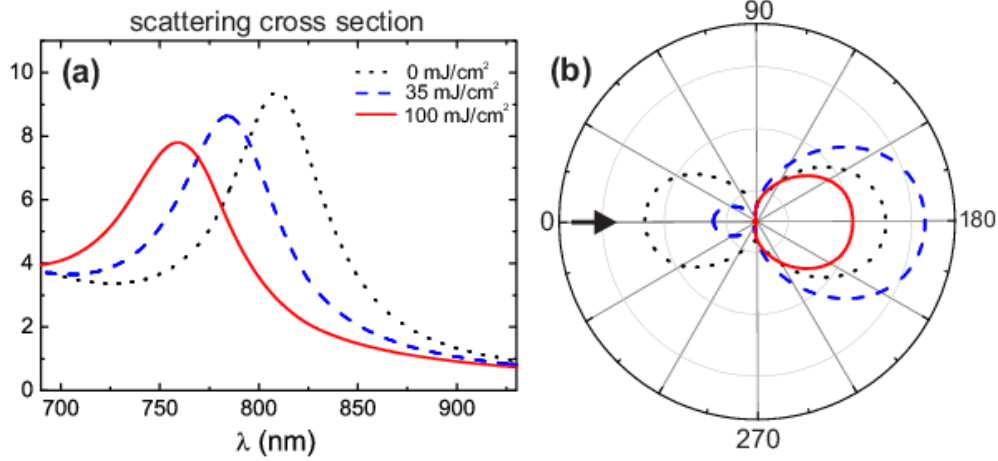 scattering cross section
(a)
0 mJ/cm²
35 mJ/cm²
100 mJ/cm²
10
8
6
4
2
0
700 750 800 850 900
λ (nm)
(b)
90
0
180
270